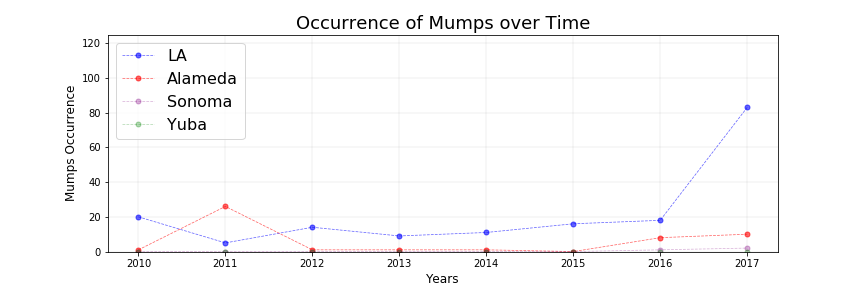 Occurrence of Mumps over Time
120
100
80
60
40
20
0
Mumps Occurrence
LA
Alameda
Sonoma
Yuba
2010 2011 2012 2013 2014 2015 2016 2017
Years